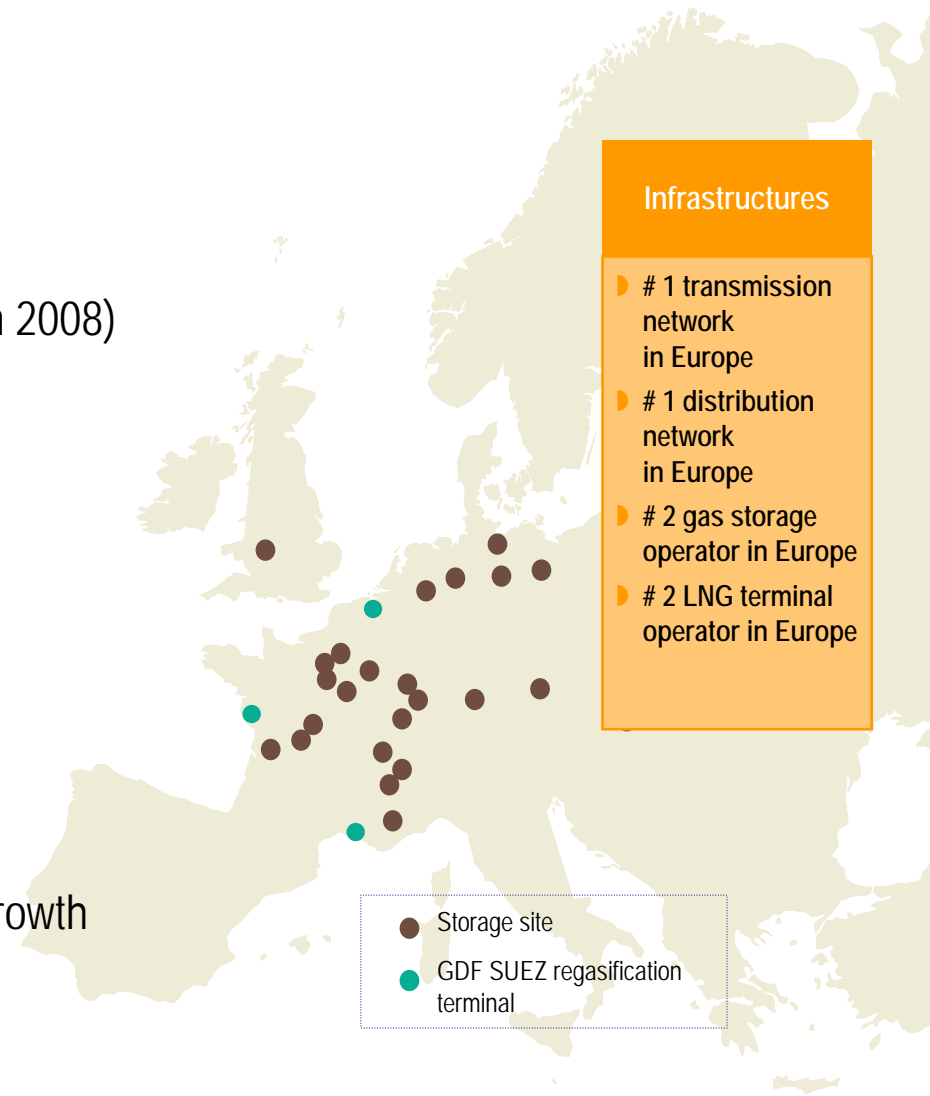 Infrastructures
# 1 transmission
network
in Europe
# 1 distribution
network
in Europe
# 2 gas storage
operator in Europe
# 2 LNG terminal
operator in Europe
2008)
Storage site
GDF SUEZ regasification
terminal